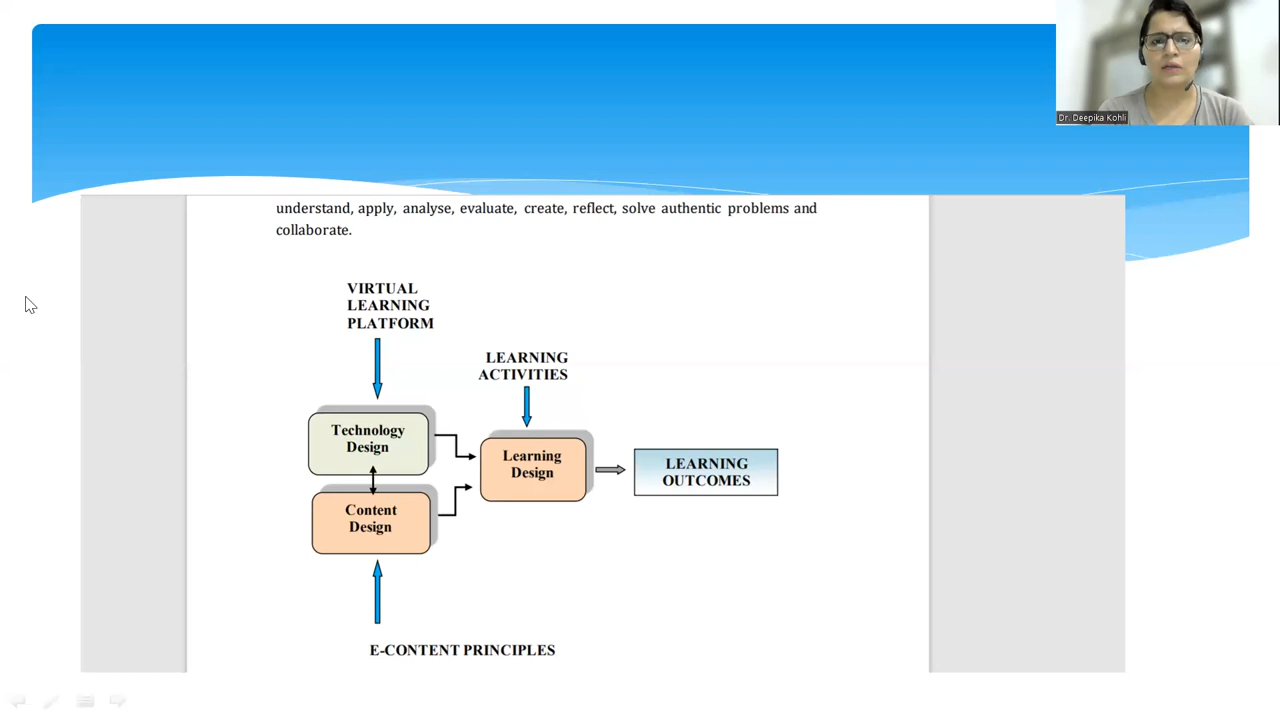 Dr. Deepika Kohli
understand, apply, analyse, evaluate, create, reflect, solve authentic problems and
collaborate.
VIRTUAL
LEARNING
PLATFORM
LEARNING
ACTIVITIES
Technology
Design
Learning
Design
LEARNING
OUTCOMES
Content
Design
E-CONTENT PRINCIPLES